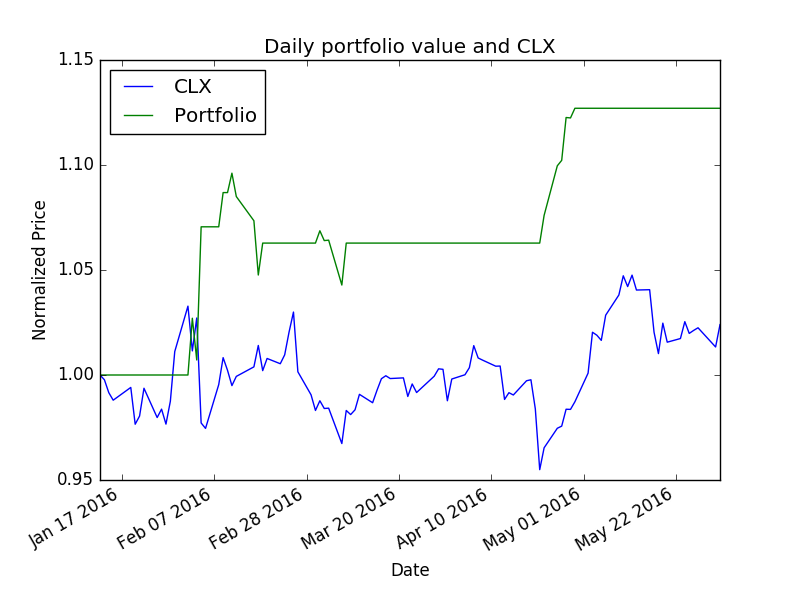 Daily portfolio value and CLX
1.15
1.10
1.05
1.00
0.95
Normalized Price
CLX
Portfolio
Jan 17 2016
Feb 07 2016
Feb 28 2016
Mar 20 2016
Apr 10 2016
May 01 2016
May 22 2016
Date